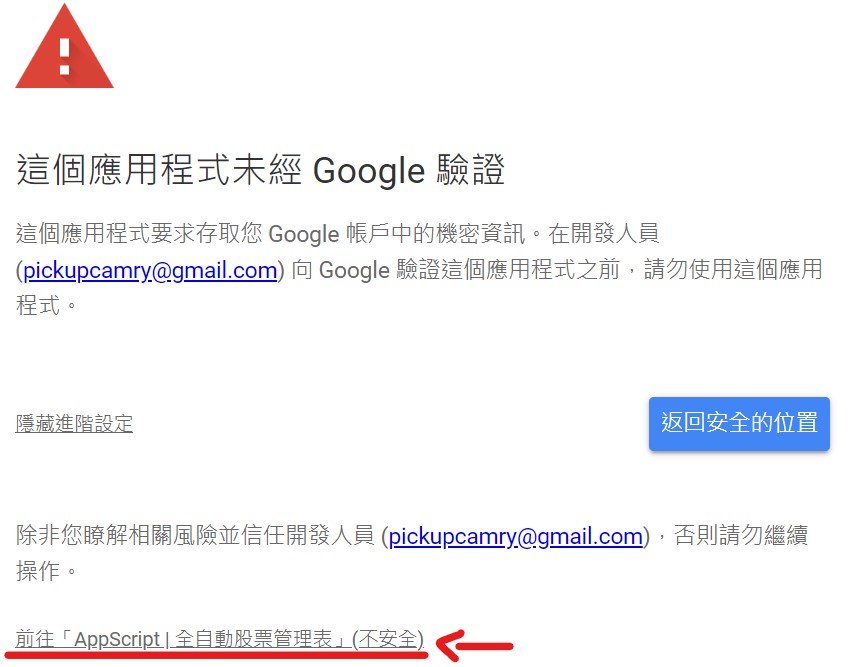 這個應用程式未經 Google 驗證
這個應用程式要求存取您 Google 帳戶中的機密資訊。在開發人員
(pickupcamry@gmail.com) 向 Google 驗證這個應用程式之前，請勿使用這個應用
程式。
隱藏進階設定
返回安全的位置
除非您瞭解相關風險並信任開發人員 (pickupcamry@gmail.com)，否則請勿繼續
操作。
前往「AppScript | 全自動股票管理表」(不安全)